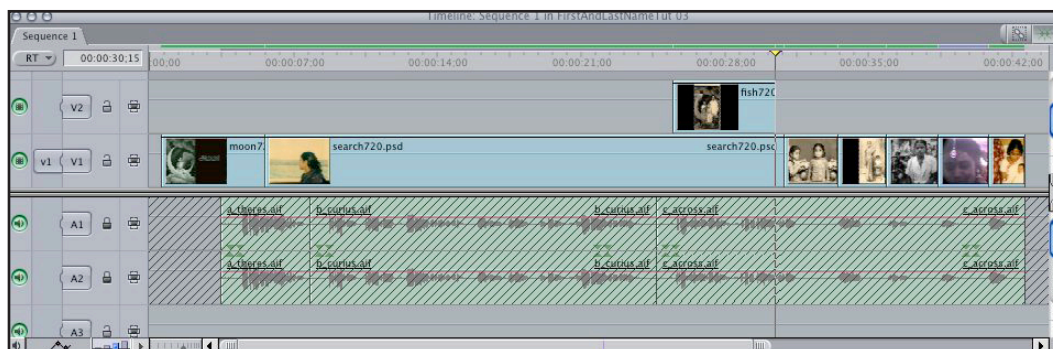 Timeline: Sequence 1 in FirstAndLastNameTut 03
Sequence 1
RT 00:00:30;15 00;00 00:00:07;00 00:00:14;00 00:00:21;00 00:00:28;00 00:00:35;00 00:00:42;00
V2 fish720
v1 V1 moon7 search720.psd search720.psd
A1 a_theres.aif b_curius.aif b_curius.aif c_across.aif c_across.aif
A2 a_theres.aif b_curius.aif b_curius.aif c_across.aif c_across.aif
A3